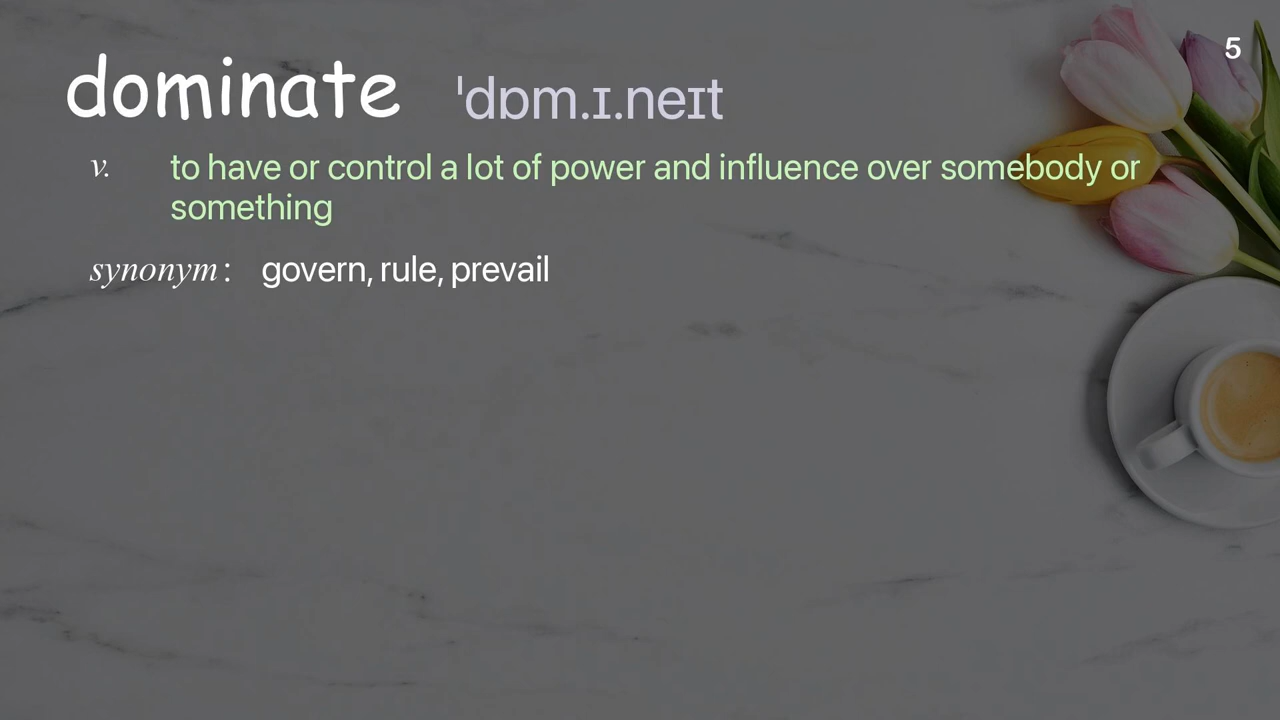 5
dominate ˈdɒm.ɪ.neɪt
v. to have or control a lot of power and influence over somebody or
something
synonym: govern, rule, prevail